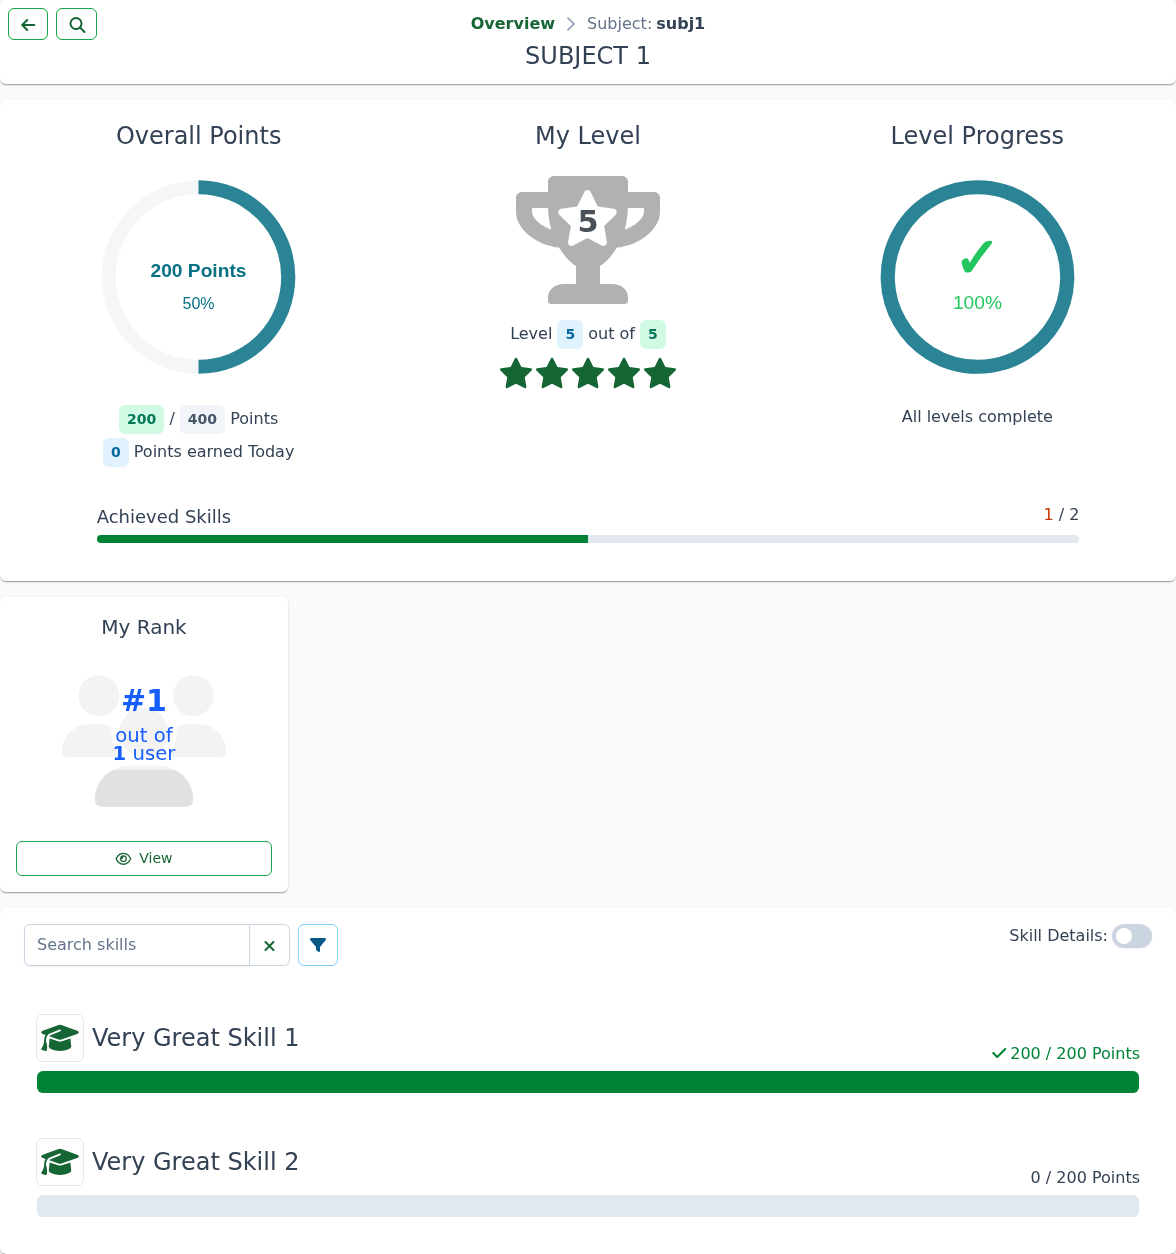 Overview > Subject: subj1
SUBJECT 1
Overall Points
200 Points
50%
200 / 400 Points
0 Points earned Today
My Level
5
Level 5 out of 5
Level Progress
✓
100%
All levels complete
Achieved Skills
1 / 2
My Rank
#1
out of
1 user
View
Search skills
Skill Details:
Very Great Skill 1
200 / 200 Points
Very Great Skill 2
0 / 200 Points